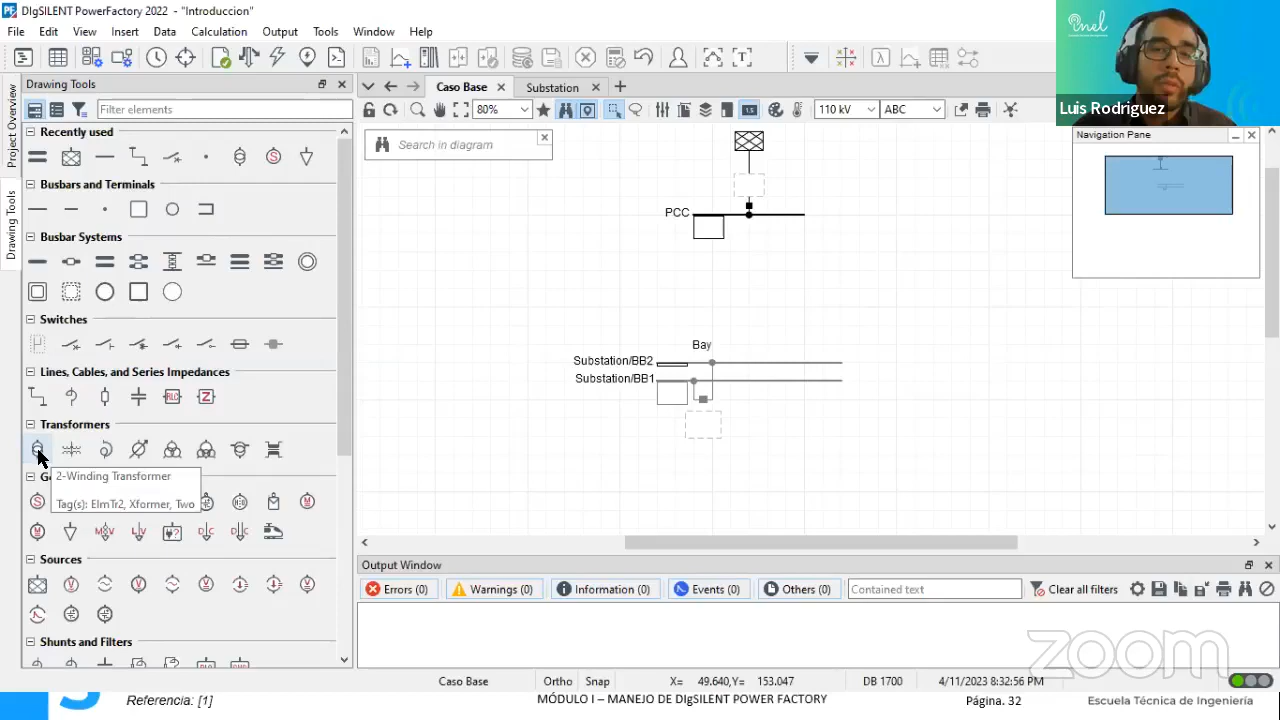 DIgSILENT PowerFactory 2022 - "Introduccion"
File Edit View Insert Data Calculation Output Tools Window Help
inel
Luis Rodriguez
Drawing Tools
Project Overview
Drawing Tools
Filter elements
Recently used
Busbars and Terminals
Busbar Systems
Switches
Lines, Cables, and Series Impedances
Transformers
2-Winding Transformer
Tag(s): ElmTr2, Xformer, Two
Sources
Shunts and Filters
Caso Base
Substation
80%
110 kV
ABC
Search in diagram
Navigation Pane
PCC
Bay
Substation/BB2
Substation/BB1
Output Window
Errors (0) Warnings (0) Information (0) Events (0) Others (0) Contained text Clear all filters
zoom
Caso Base Ortho Snap X= 49.640,Y= 153.047 DB 1700 4/11/2023 8:32:56 PM
Referencia: [1] MÓDULO I – MANEJO DE DIgSILENT POWER FACTORY Página. 32 Escuela Técnica de Ingeniería